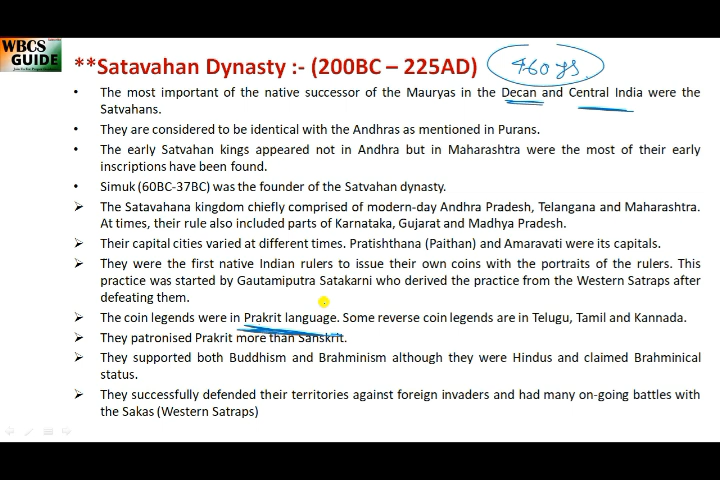 WBCS
GUIDE
**Satavahan Dynasty :- (200BC – 225AD) 460 ys
• The most important of the native successor of the Mauryas in the Decan and Central India were the
Satvahans.
• They are considered to be identical with the Andhras as mentioned in Purans.
• The early Satvahan kings appeared not in Andhra but in Maharashtra were the most of their early
inscriptions have been found.
• Simuk (60BC-37BC) was the founder of the Satvahan dynasty.
➢ The Satavahana kingdom chiefly comprised of modern-day Andhra Pradesh, Telangana and Maharashtra.
At times, their rule also included parts of Karnataka, Gujarat and Madhya Pradesh.
➢ Their capital cities varied at different times. Pratishthana (Paithan) and Amaravati were its capitals.
➢ They were the first native Indian rulers to issue their own coins with the portraits of the rulers. This
practice was started by Gautamiputra Satakarni who derived the practice from the Western Satraps after
defeating them.
➢ The coin legends were in Prakrit language. Some reverse coin legends are in Telugu, Tamil and Kannada.
➢ They patronised Prakrit more than Sanskrit.
➢ They supported both Buddhism and Brahminism although they were Hindus and claimed Brahminical
status.
➢ They successfully defended their territories against foreign invaders and had many on-going battles with
the Sakas (Western Satraps)